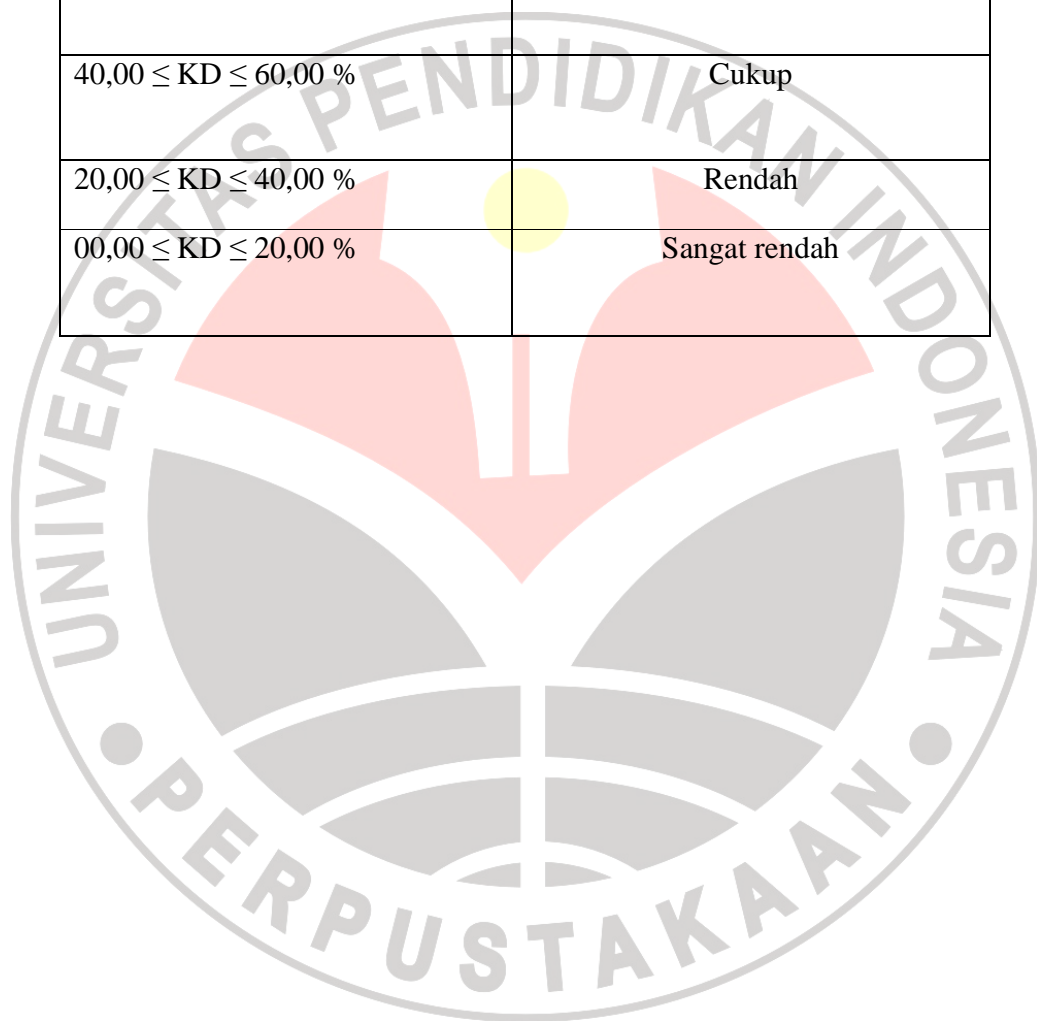 40,00 ≤ KD ≤ 60,00 % Cukup
20,00 ≤ KD ≤ 40,00 % Rendah
00,00 ≤ KD ≤ 20,00 % Sangat rendah
UNIVERSITAS PENDIDIKAN INDONESIA
PERPUSTAKAAN